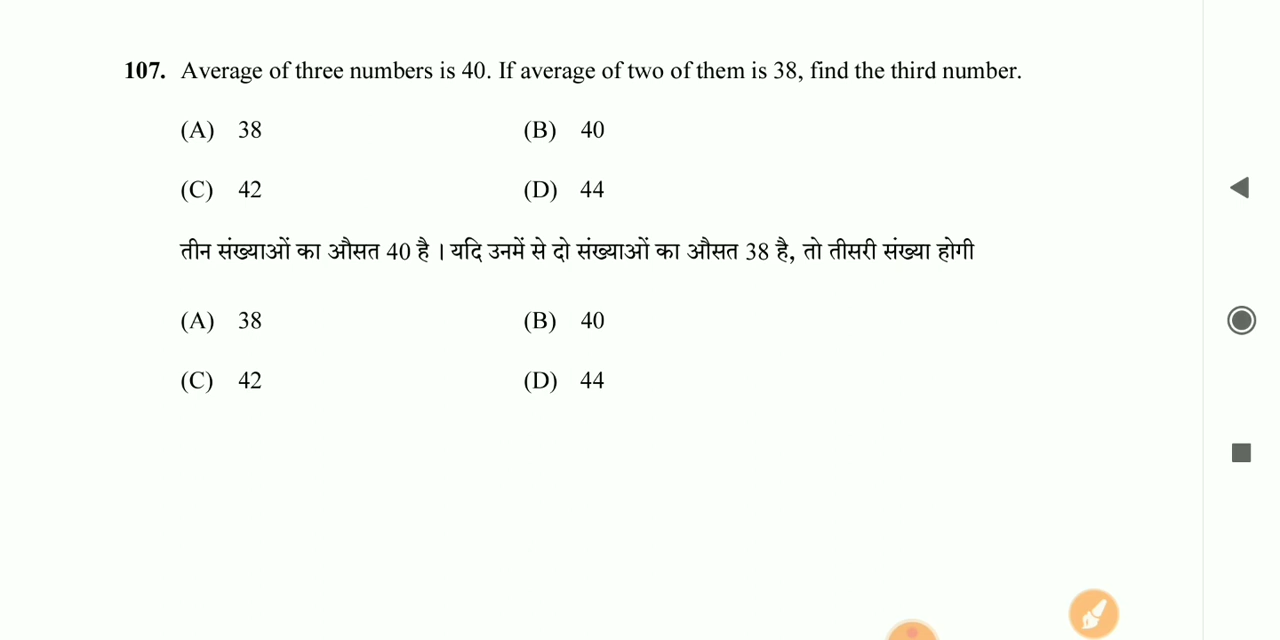 107. Average of three numbers is 40. If average of two of them is 38, find the third number.
(A) 38 (B) 40
(C) 42 (D) 44
तीन संख्याओं का औसत 40 है । यदि उनमें से दो संख्याओं का औसत 38 है, तो तीसरी संख्या होगी
(A) 38 (B) 40
(C) 42 (D) 44